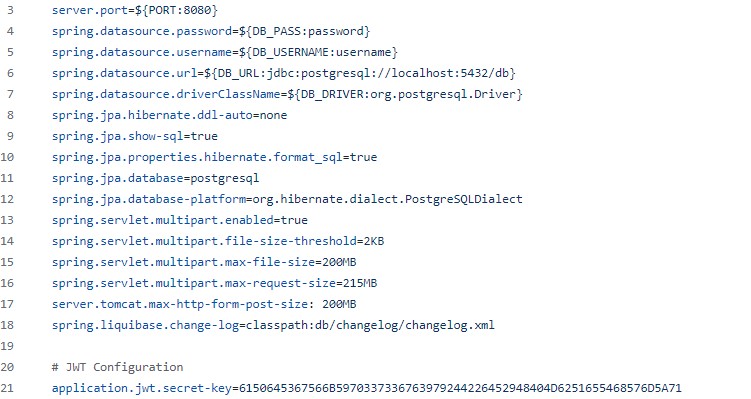 3 server.port=${PORT:8080}
4 spring.datasource.password=${DB_PASS:password}
5 spring.datasource.username=${DB_USERNAME:username}
6 spring.datasource.url=${DB_URL:jdbc:postgresql://localhost:5432/db}
7 spring.datasource.driverClassName=${DB_DRIVER:org.postgresql.Driver}
8 spring.jpa.hibernate.ddl-auto=none
9 spring.jpa.show-sql=true
10 spring.jpa.properties.hibernate.format_sql=true
11 spring.jpa.database=postgresql
12 spring.jpa.database-platform=org.hibernate.dialect.PostgreSQLDialect
13 spring.servlet.multipart.enabled=true
14 spring.servlet.multipart.file-size-threshold=2KB
15 spring.servlet.multipart.max-file-size=200MB
16 spring.servlet.multipart.max-request-size=215MB
17 server.tomcat.max-http-form-post-size: 200MB
18 spring.liquibase.change-log=classpath:db/changelog/changelog.xml
19
20 # JWT Configuration
21 application.jwt.secret-key=6150645367566B5970337336763979244226452948404D6251655468576D5A71